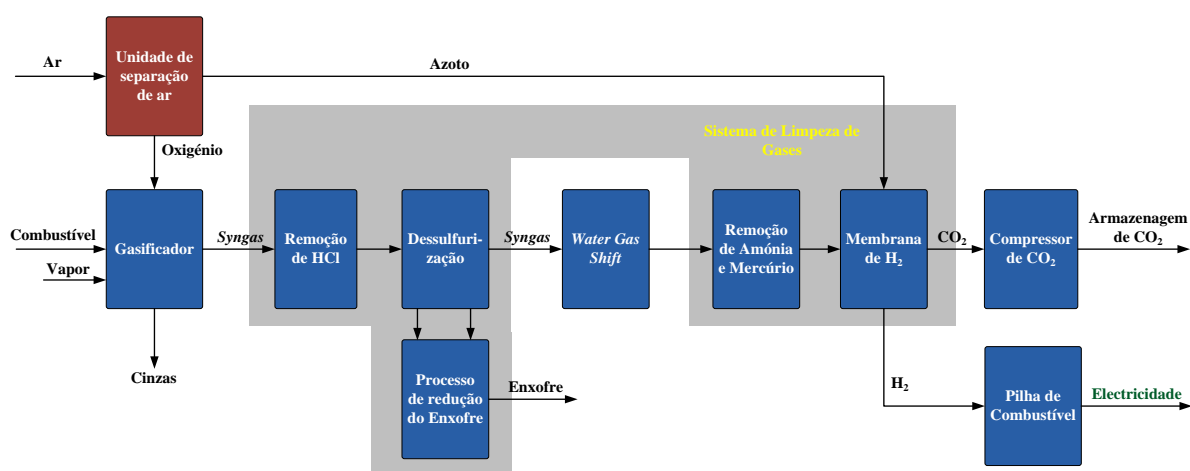 Ar
Unidade de
separação
de ar
Azoto
Oxigénio
Sistema de Limpeza de
Gases
Combustível
Vapor
Gasificador
Syngas
Remoção
de HCl
Dessulfuri-
zação
Syngas
Water Gas
Shift
Remoção
de Amónia
e Mercúrio
Membrana
de H₂
CO₂
Compressor
de CO₂
Armazenagem
de CO₂
Cinzas
Processo
de redução
do Enxofre
Enxofre
H₂
Pilha de
Combustível
Electricidade